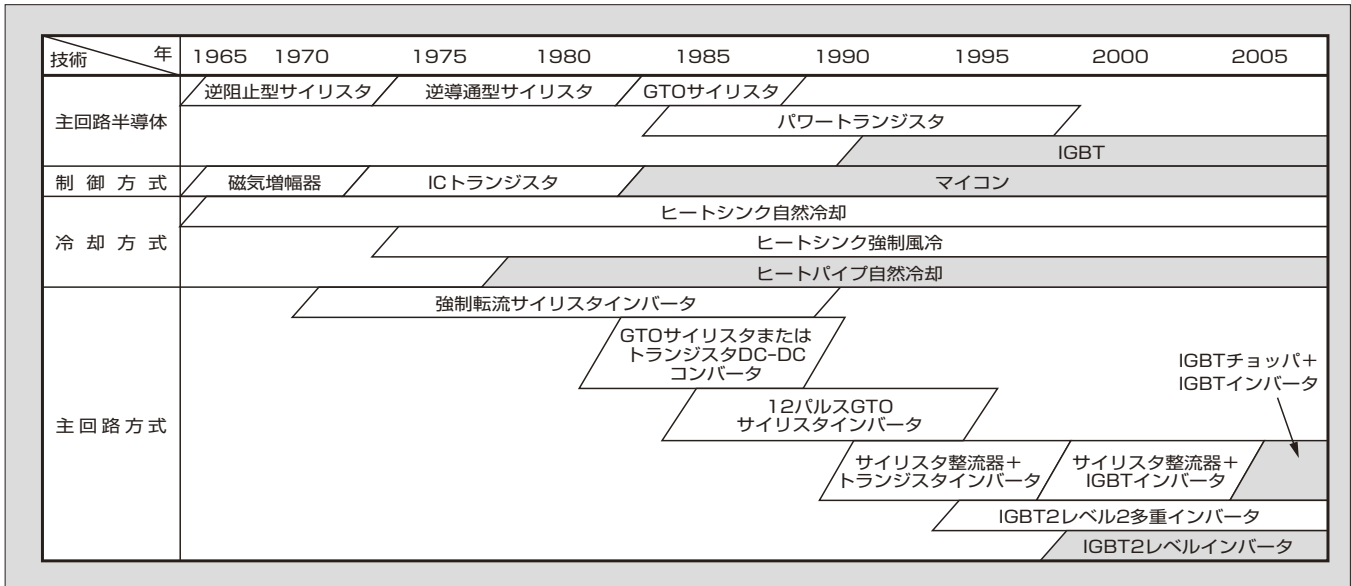 技術 年 1965 1970 1975 1980 1985 1990 1995 2000 2005
主回路半導体
逆阻止型サイリスタ 逆導通型サイリスタ GTOサイリスタ
パワートランジスタ
IGBT
制御方式 磁気増幅器 ICトランジスタ マイコン
冷却方式
ヒートシンク自然冷却
ヒートシンク強制風冷
ヒートパイプ自然冷却
主回路方式
強制転流サイリスタインバータ
GTOサイリスタまたは
トランジスタDC-DC
コンバータ
12パルスGTO
サイリスタインバータ
サイリスタ整流器+
トランジスタインバータ
サイリスタ整流器+
IGBTインバータ
IGBTチョッパ+
IGBTインバータ
IGBT2レベル2多重インバータ
IGBT2レベルインバータ